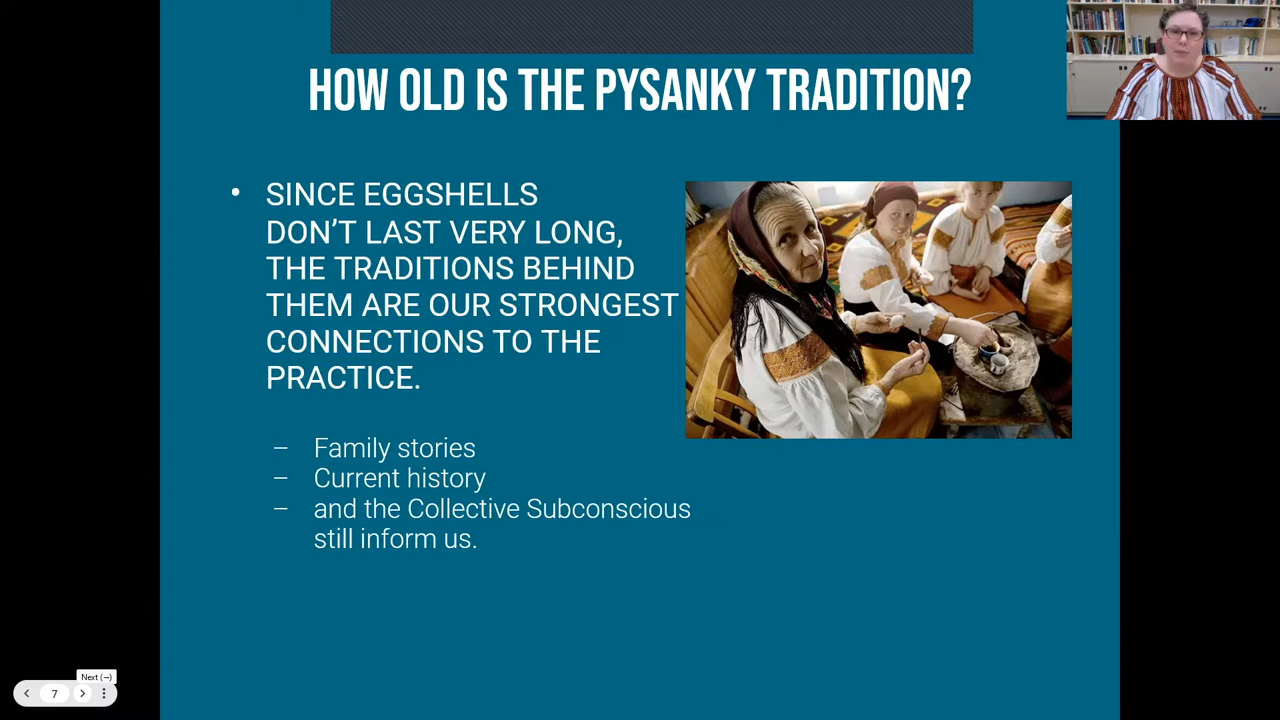 HOW OLD IS THE PYSANKY TRADITION?
• SINCE EGGSHELLS
DON’T LAST VERY LONG,
THE TRADITIONS BEHIND
THEM ARE OUR STRONGEST
CONNECTIONS TO THE
PRACTICE.
– Family stories
– Current history
– and the Collective Subconscious
still inform us.
Next (→)
7